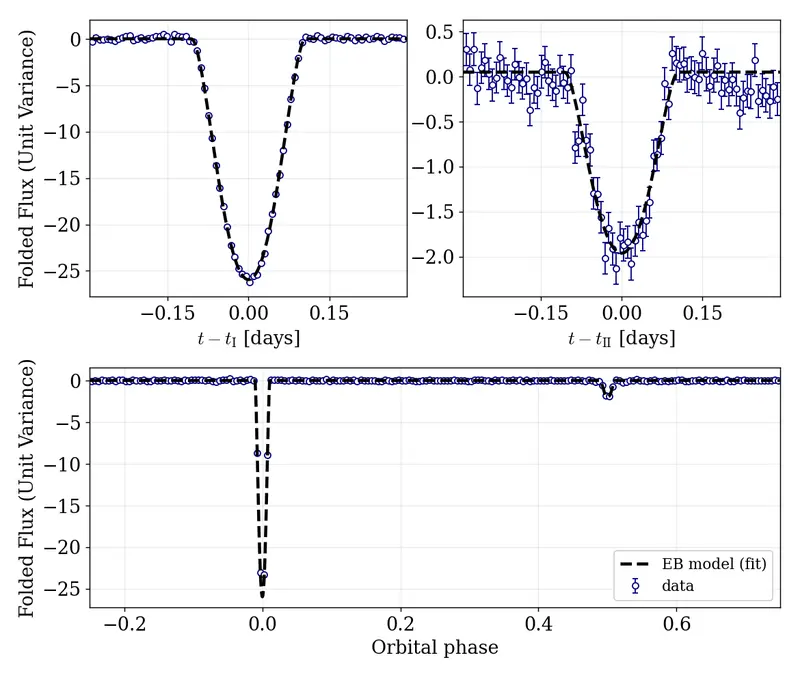 Folded Flux (Unit Variance)
0
−5
−10
−15
−20
−25
−0.15 0.00 0.15
t − tI [days]
0.5
0.0
−0.5
−1.0
−1.5
−2.0
−0.15 0.00 0.15
t − tII [days]
Folded Flux (Unit Variance)
0
−5
−10
−15
−20
−25
EB model (fit)
data
−0.2 0.0 0.2 0.4 0.6
Orbital phase